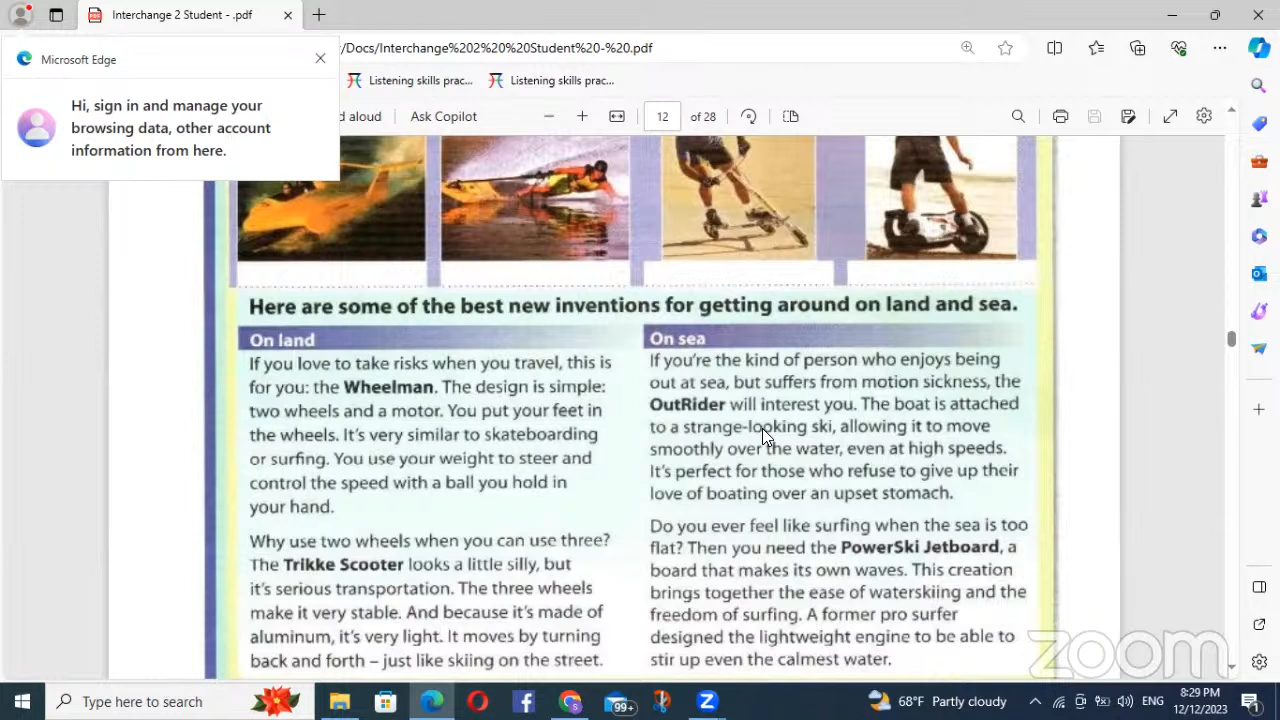 Interchange 2 Student - .pdf
/Docs/Interchange%202%20%20Student%20-%20.pdf
Microsoft Edge
Hi, sign in and manage your
browsing data, other account
information from here.
Listening skills prac...
Listening skills prac...
d aloud
Ask Copilot
12
of 28
Here are some of the best new inventions for getting around on land and sea.
On land
If you love to take risks when you travel, this is
for you: the Wheelman. The design is simple:
two wheels and a motor. You put your feet in
the wheels. It's very similar to skateboarding
or surfing. You use your weight to steer and
control the speed with a ball you hold in
your hand.
Why use two wheels when you can use three?
The Trikke Scooter looks a little silly, but
it's serious transportation. The three wheels
make it very stable. And because it's made of
aluminum, it's very light. It moves by turning
back and forth – just like skiing on the street.
On sea
If you're the kind of person who enjoys being
out at sea, but suffers from motion sickness, the
OutRider will interest you. The boat is attached
to a strange-looking ski, allowing it to move
smoothly over the water, even at high speeds.
It's perfect for those who refuse to give up their
love of boating over an upset stomach.
Do you ever feel like surfing when the sea is too
flat? Then you need the PowerSki Jetboard, a
board that makes its own waves. This creation
brings together the ease of waterskiing and the
freedom of surfing. A former pro surfer
designed the lightweight engine to be able to
stir up even the calmest water.
zoom
Type here to search
99+
68°F Partly cloudy
ENG
8:29 PM
12/12/2023
1